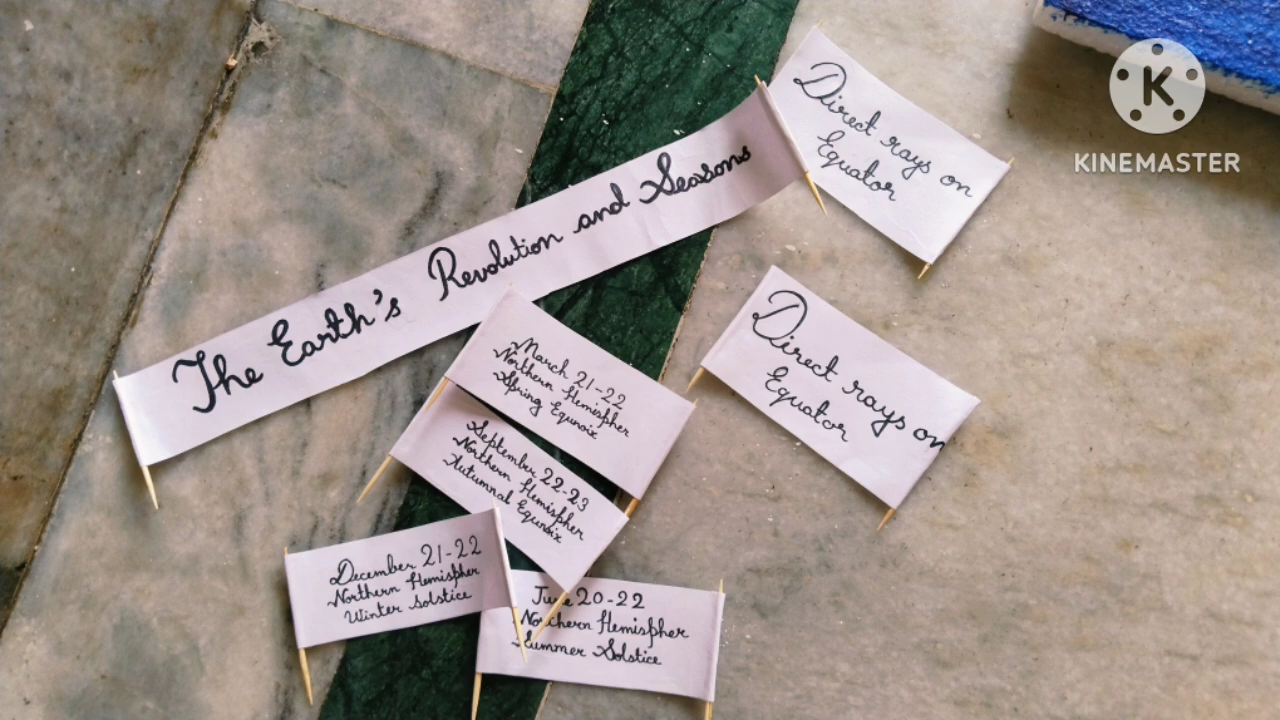 The Earth's Revolution and Seasons
Direct rays on
Equator
Direct rays on
Equator
March 21-22
Northern Hemispher
Spring Equnoix
September 22-23
Northern Hemispher
Autumnal Equnoix
December 21-22
Northern Hemispher
Winter Solstice
June 20-22
Northern Hemispher
Summer Solstice
K
KINEMASTER